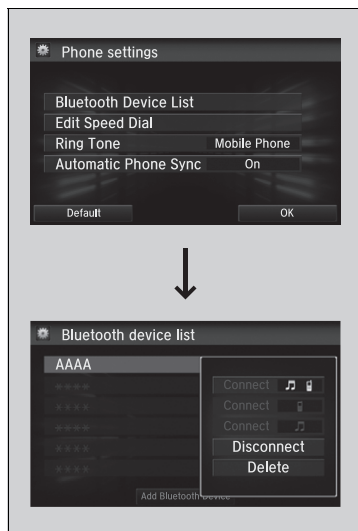 Phone settings
Bluetooth Device List
Edit Speed Dial
Ring Tone Mobile Phone
Automatic Phone Sync On
Default OK
Bluetooth device list
AAAA
Connect
++++
Connect
++++
Connect
++++
Disconnect
++++
Delete
++++
Add Bluetooth Device